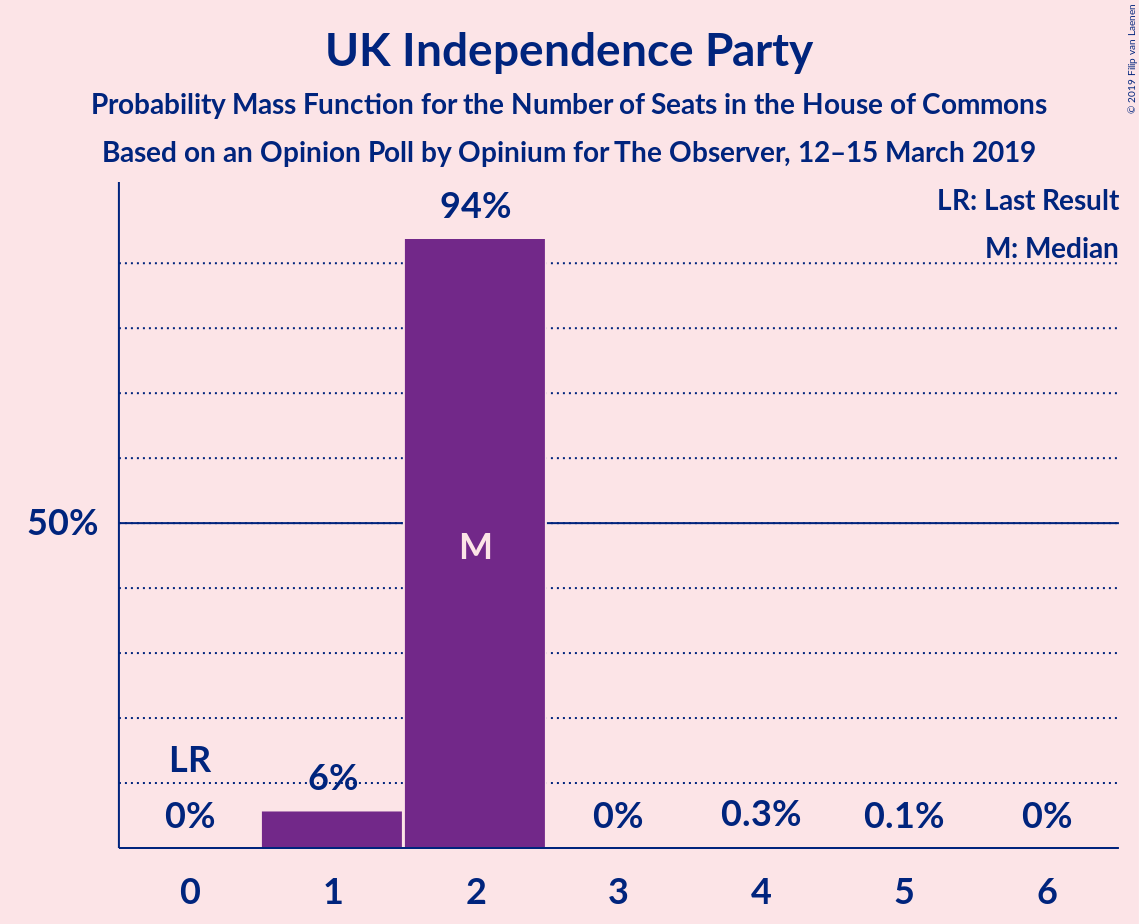 UK Independence Party
Probability Mass Function for the Number of Seats in the House of Commons
Based on an Opinion Poll by Opinium for The Observer, 12–15 March 2019
© 2019 Filip van Laenen
LR: Last Result
M: Median
94%
50%
M
LR
0%
6%
0%
0.3%
0.1%
0%
0
1
2
3
4
5
6